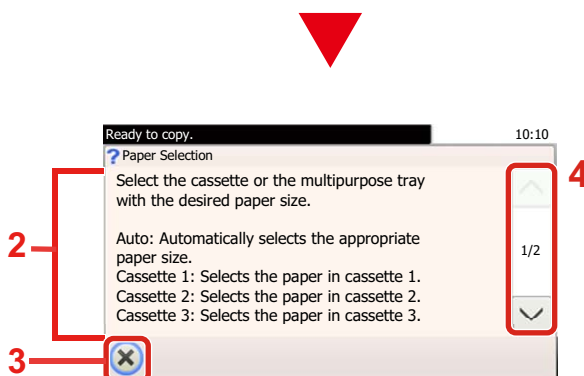 Ready to copy. 10:10
? Paper Selection
Select the cassette or the multipurpose tray
with the desired paper size.
Auto: Automatically selects the appropriate
paper size.
Cassette 1: Selects the paper in cassette 1.
Cassette 2: Selects the paper in cassette 2.
Cassette 3: Selects the paper in cassette 3.
1/2
2
3
4